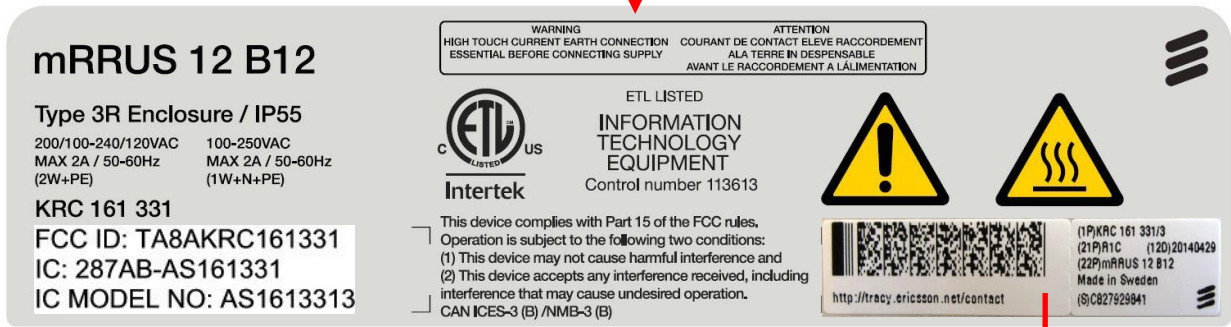 mRRUS 12 B12
Type 3R Enclosure / IP55
200/100-240/120VAC
MAX 2A / 50-60Hz
(2W+PE)
100-250VAC
MAX 2A / 50-60Hz
(1W+N+PE)
KRC 161 331
FCC ID: TA8AKRC161331
IC: 287AB-AS161331
IC MODEL NO: AS1613313
WARNING
HIGH TOUCH CURRENT EARTH CONNECTION
ESSENTIAL BEFORE CONNECTING SUPPLY
ATTENTION
COURANT DE CONTACT ELEVE RACCORDEMENT
ALA TERRE IN DESPENSABLE
AVANT LE RACCORDEMENT A LÁLIMENTATION
C ETL CM US
LISTED
Intertek
ETL LISTED
INFORMATION
TECHNOLOGY
EQUIPMENT
Control number 113613
This device complies with Part 15 of the FCC rules.
Operation is subject to the following two conditions:
(1) This device may not cause harmful interference and
(2) This device accepts any interference received, including
interference that may cause undesired operation.
CAN ICES-3 (B) /NMB-3 (B)
http://tracy.ericsson.net/contact
(1P)KRC 161 331/3
(21P)R1C (12D)20140429
(22P)mRRUS 12 B12
Made in Sweden
(S)C827929841